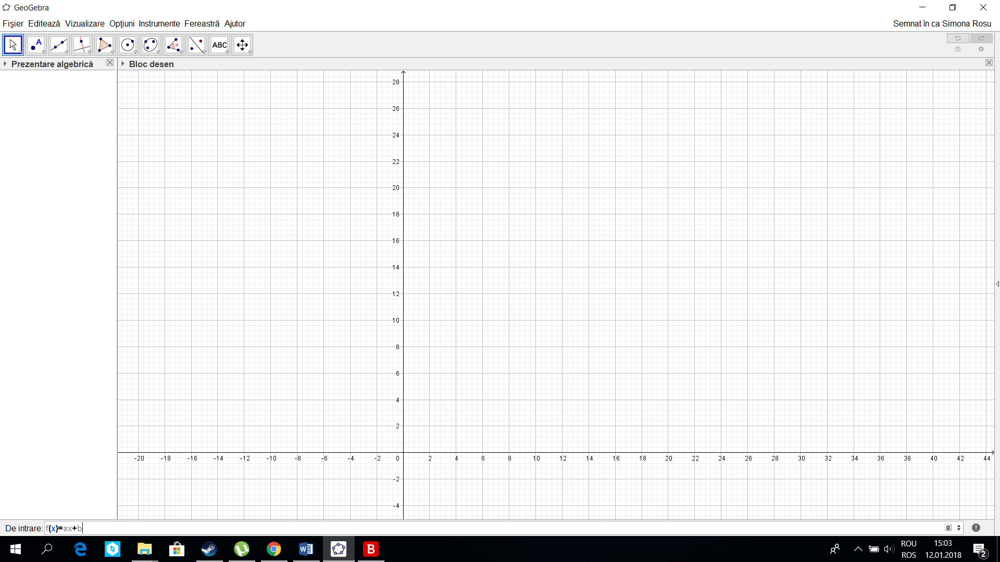 GeoGebra
Fişier Editează Vizualizare Opţiuni Instrumente Fereastră Ajutor
Semnat în ca Simona Rosu
A
α
ABC
Prezentare algebrică
Bloc desen
28
26
24
22
20
18
16
14
12
10
8
6
4
2
-20 -18 -16 -14 -12 -10 -8 -6 -4 -2 0 2 4 6 8 10 12 14 16 18 20 22 24 26 28 30 32 34 36 38 40 42 44
-2
-4
De intrare: f(x)=ax+b
α
ROU
ROS
15:03
12.01.2018
2
B